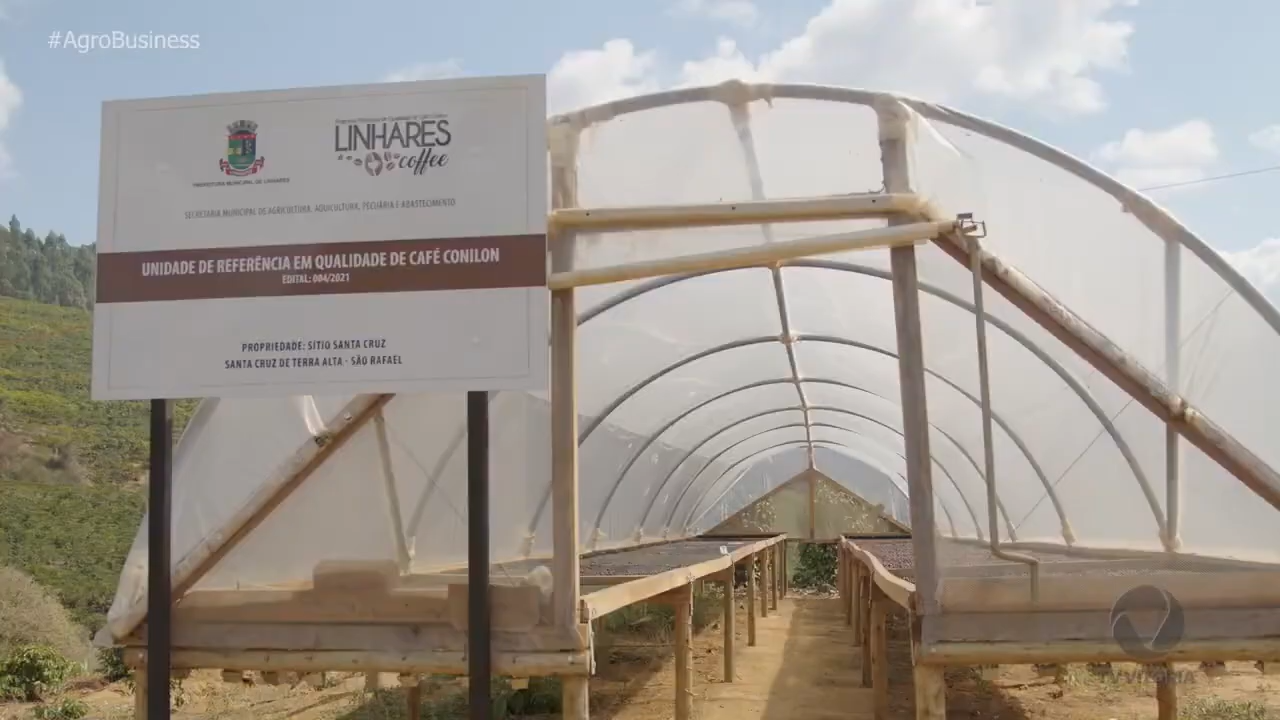 #AgroBusiness
LINHARES
coffee
PREFEITURA MUNICIPAL DE LINHARES
SECRETARIA MUNICIPAL DE AGRICULTURA, AQUICULTURA, PECUÁRIA E ABASTECIMENTO
UNIDADE DE REFERÊNCIA EM QUALIDADE DE CAFÉ CONILON
EDITAL: 004/2021
PROPRIEDADE: SITIO SANTA CRUZ
SANTA CRUZ DE TERRA ALTA - SÃO RAFAEL
TV VITÓRIA